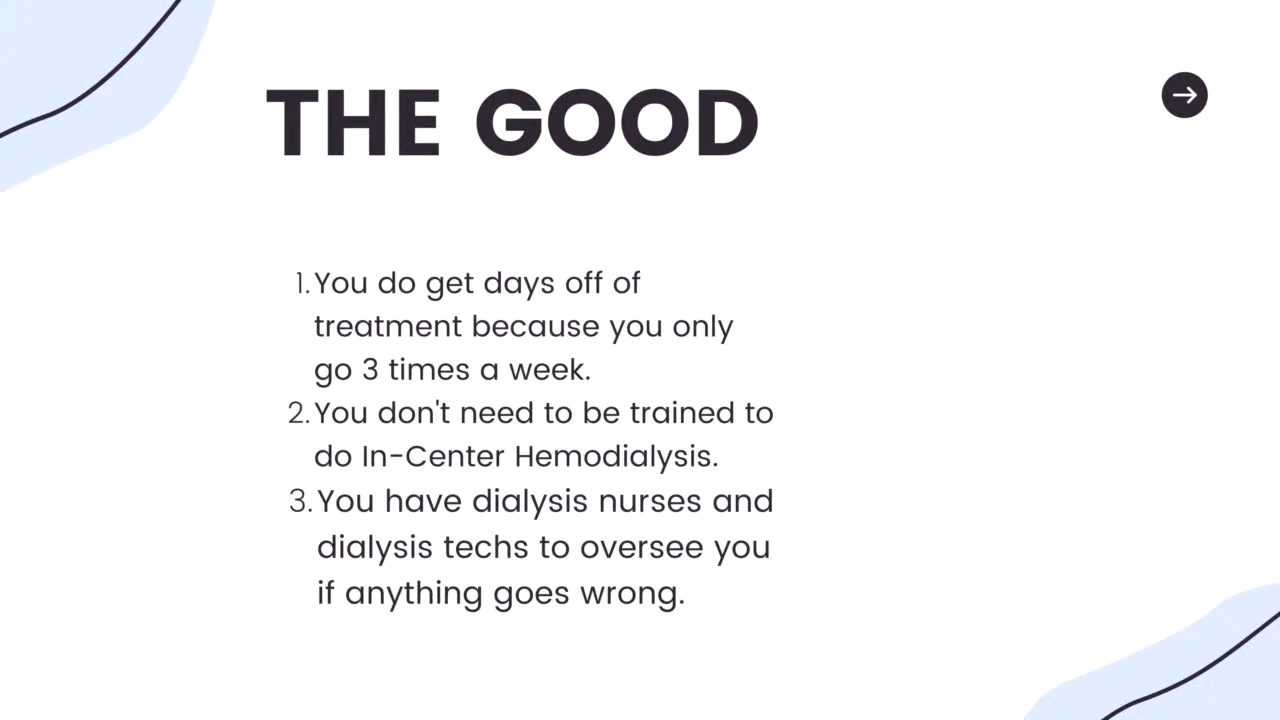 THE GOOD
1. You do get days off of
treatment because you only
go 3 times a week.
2. You don't need to be trained to
do In-Center Hemodialysis.
3. You have dialysis nurses and
dialysis techs to oversee you
if anything goes wrong.